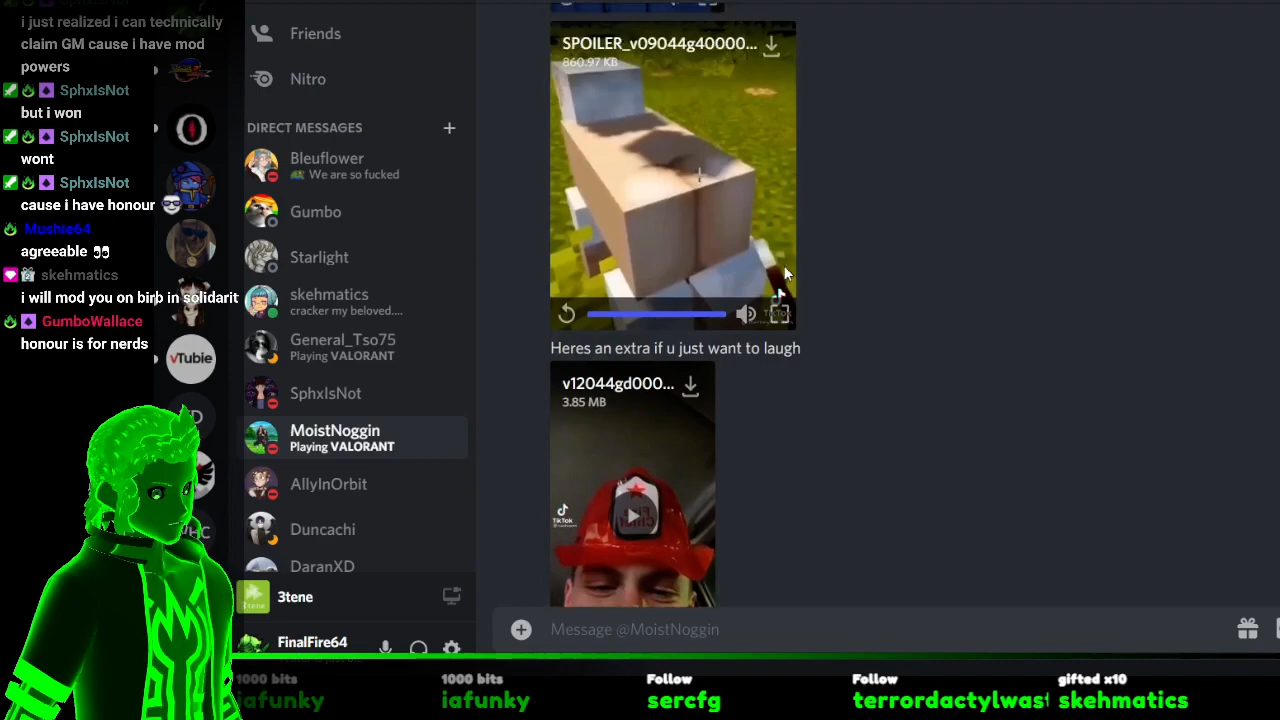 SphxIsNot
i just realized i can technically
claim GM cause i have mod
powers
SphxIsNot
but i won
SphxIsNot
wont
SphxIsNot
cause i have honour
Mushie64
agreeable 👀
skehmatics
i will mod you on birb in solidarit
GumboWallace
honour is for nerds
vTubie
Friends
Nitro
DIRECT MESSAGES
Bleuflower
We are so fucked
Gumbo
Starlight
skehmatics
cracker my beloved....
General_Tso75
Playing VALORANT
SphxIsNot
MoistNoggin
Playing VALORANT
AllyInOrbit
Duncachi
DaranXD
3tene
FinalFire64
SPOILER_v09044g40000...
860.97 KB
TikTok
Heres an extra if u just want to laugh
v12044gd000...
3.85 MB
TikTok
Message @MoistNoggin
1000 bits
iafunky
1000 bits
iafunky
Follow
sercfg
Follow
terrordactylwast
gifted x10
skehmatics